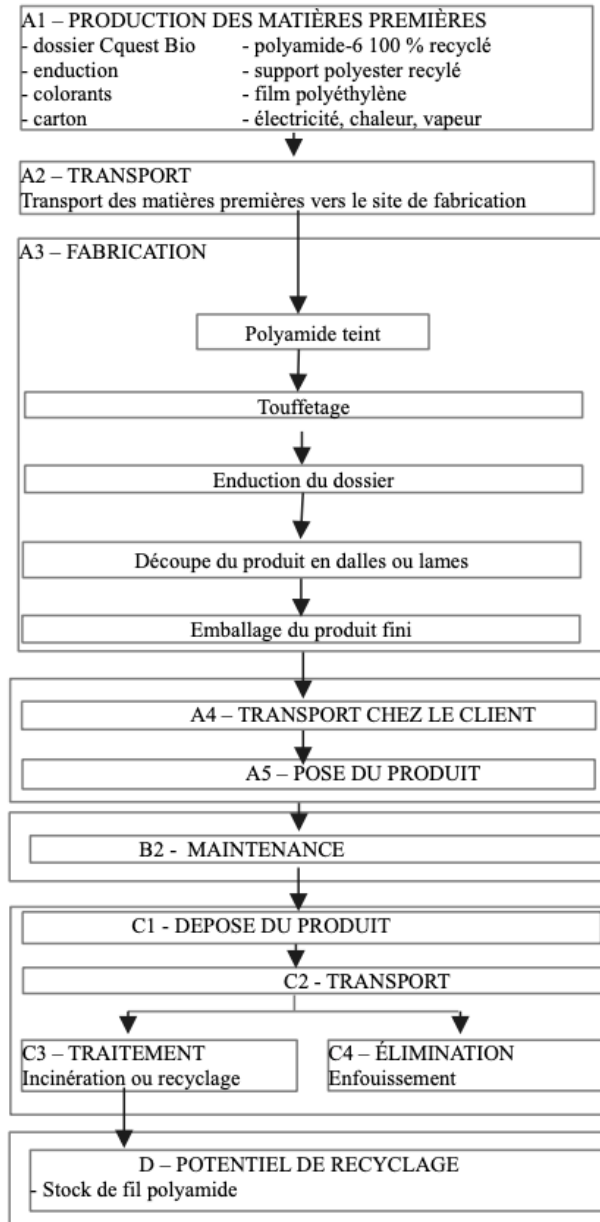 A1 – PRODUCTION DES MATIÈRES PREMIÈRES
- dossier Cquest Bio - polyamide-6 100 % recyclé
- enduction - support polyester recylé
- colorants - film polyéthylène
- carton - électricité, chaleur, vapeur
A2 – TRANSPORT
Transport des matières premières vers le site de fabrication
A3 – FABRICATION
Polyamide teint
Touffetage
Enduction du dossier
Découpe du produit en dalles ou lames
Emballage du produit fini
A4 – TRANSPORT CHEZ LE CLIENT
A5 – POSE DU PRODUIT
B2 - MAINTENANCE
C1 - DEPOSE DU PRODUIT
C2 - TRANSPORT
C3 – TRAITEMENT
Incinération ou recyclage
C4 – ÉLIMINATION
Enfouissement
D – POTENTIEL DE RECYCLAGE
- Stock de fil polyamide